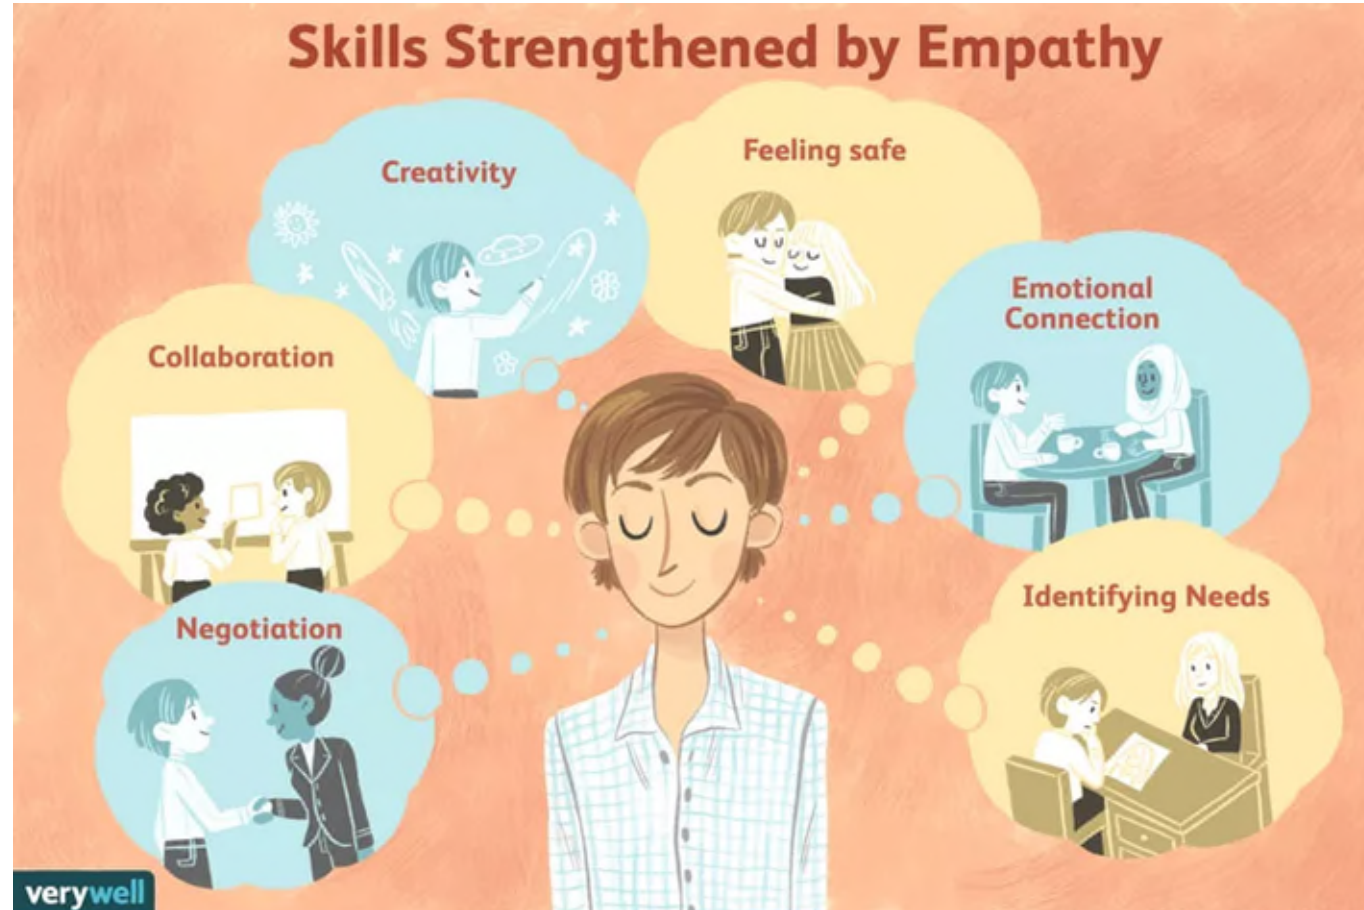 Skills Strengthened by Empathy
Creativity
Feeling safe
Emotional
Connection
Collaboration
Identifying Needs
Negotiation
verywell